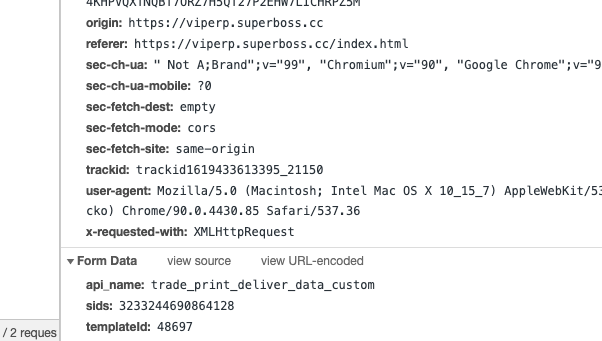 origin: https://viperp.superboss.cc
referer: https://viperp.superboss.cc/index.html
sec-ch-ua: " Not A;Brand";v="99", "Chromium";v="90", "Google Chrome";v="9
sec-ch-ua-mobile: ?0
sec-fetch-dest: empty
sec-fetch-mode: cors
sec-fetch-site: same-origin
trackid: trackid1619433613395_21150
user-agent: Mozilla/5.0 (Macintosh; Intel Mac OS X 10_15_7) AppleWebKit/53
cko) Chrome/90.0.4430.85 Safari/537.36
x-requested-with: XMLHttpRequest
Form Data view source view URL-encoded
api_name: trade_print_deliver_data_custom
sids: 3233244690864128
/ 2 reques
templateId: 48697